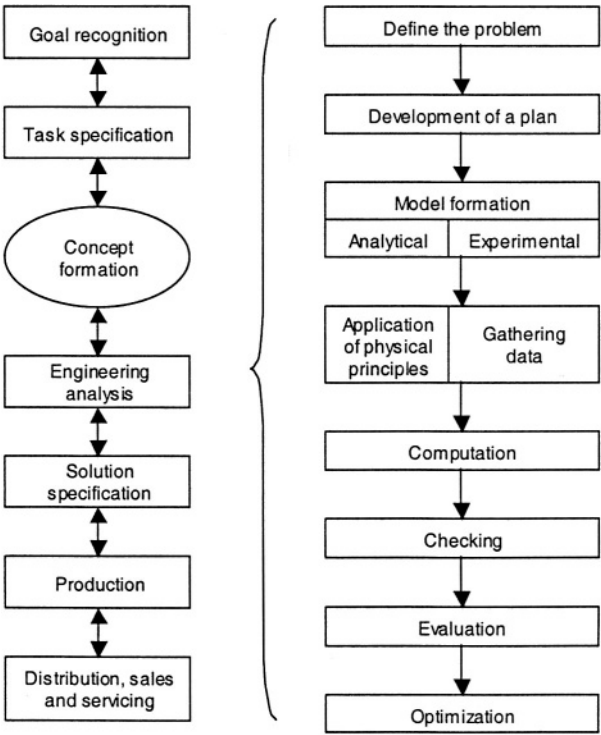 Goal recognition
Task specification
Concept
formation
Engineering
analysis
Solution
specification
Production
Distribution, sales
and servicing
Define the problem
Development of a plan
Model formation
Analytical
Experimental
Application
of physical
principles
Gathering
data
Computation
Checking
Evaluation
Optimization